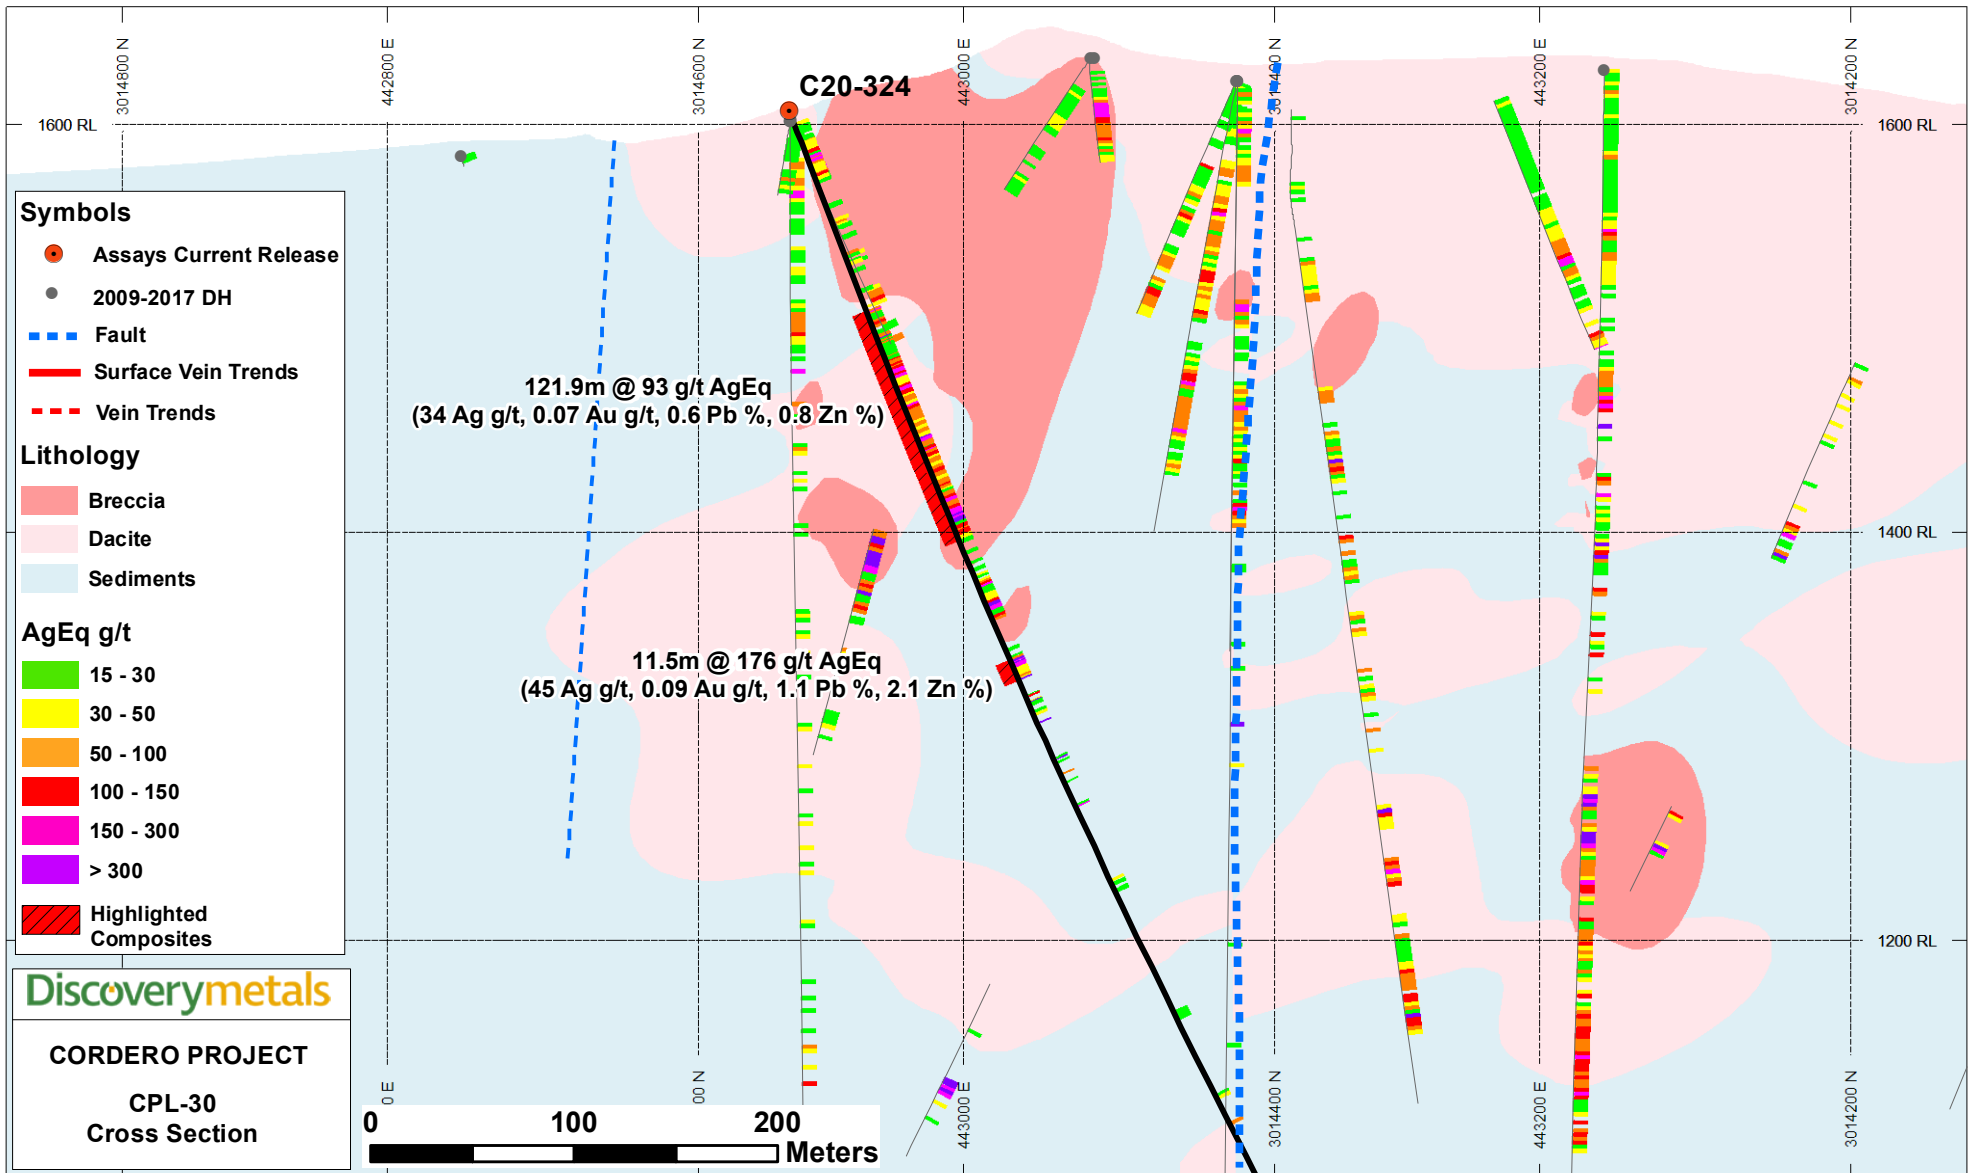 3014800 N
442800 E
3014600 N
443000 E
3014400 N
443200 E
3014200 N
C20-324
1600 RL
1600 RL
Symbols
Assays Current Release
2009-2017 DH
Fault
Surface Vein Trends
Vein Trends
Lithology
Breccia
Dacite
Sediments
AgEq g/t
15 - 30
30 - 50
50 - 100
100 - 150
150 - 300
> 300
Highlighted
Composites
121.9m @ 93 g/t AgEq
(34 Ag g/t, 0.07 Au g/t, 0.6 Pb %, 0.8 Zn %)
1400 RL
11.5m @ 176 g/t AgEq
(45 Ag g/t, 0.09 Au g/t, 1.1 Pb %, 2.1 Zn %)
1200 RL
Discoverymetals
CORDERO PROJECT
CPL-30
Cross Section
0 E
00 N
443000 E
3014400 N
443200 E
3014200 N
0 100 200
Meters